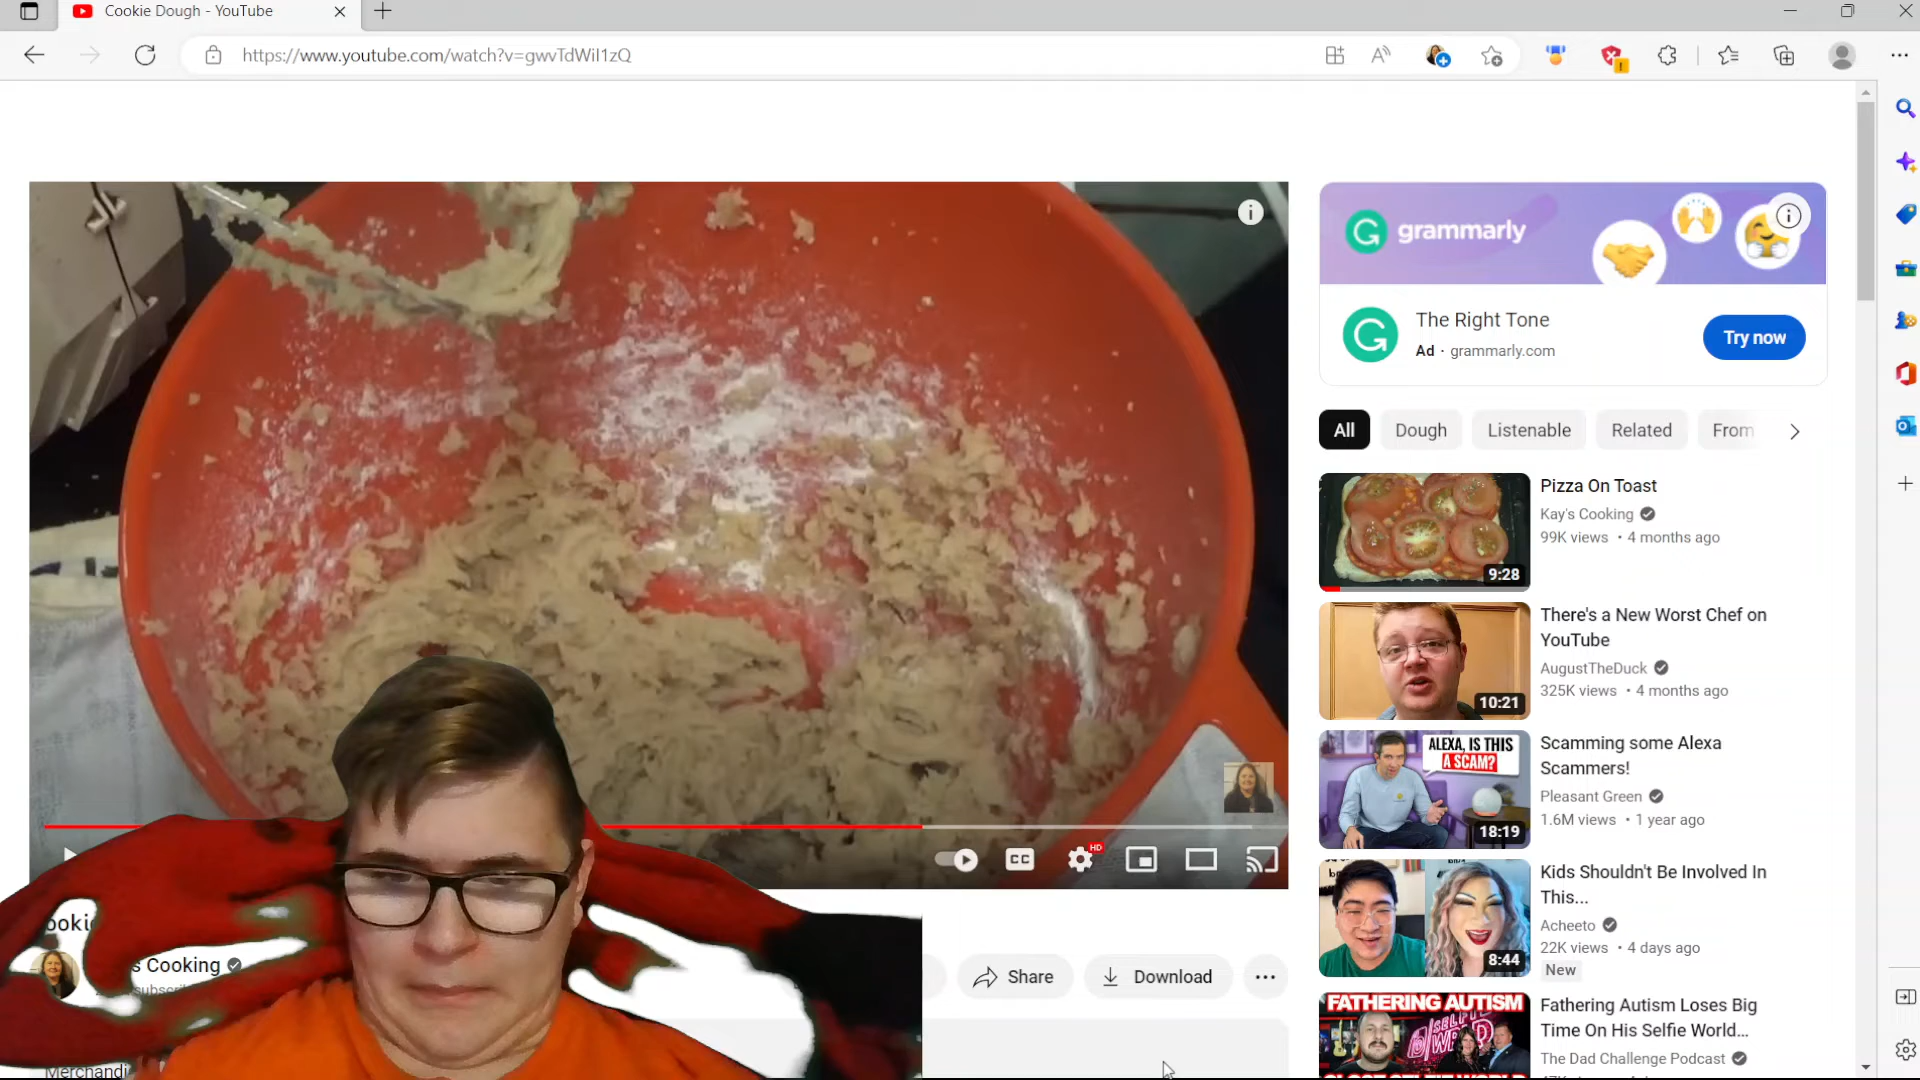 Cookie Dough - YouTube
https://www.youtube.com/watch?v=gwvTdWiI1zQ
grammarly
The Right Tone
Ad · grammarly.com
Try now
All
Dough
Listenable
Related
From
9:28
Pizza On Toast
Kay's Cooking
99K views • 4 months ago
10:21
There's a New Worst Chef on
YouTube
AugustTheDuck
325K views • 4 months ago
ALEXA, IS THIS
A SCAM?
18:19
Scamming some Alexa
Scammers!
Pleasant Green
1.6M views • 1 year ago
8:44
Kids Shouldn't Be Involved In
This...
Acheeto
22K views • 4 days ago
New
FATHERING AUTISM
Fathering Autism Loses Big
Time On His Selfie World...
The Dad Challenge Podcast
CC
HD
ooki
s Cooking
Share
Download
Merchandi